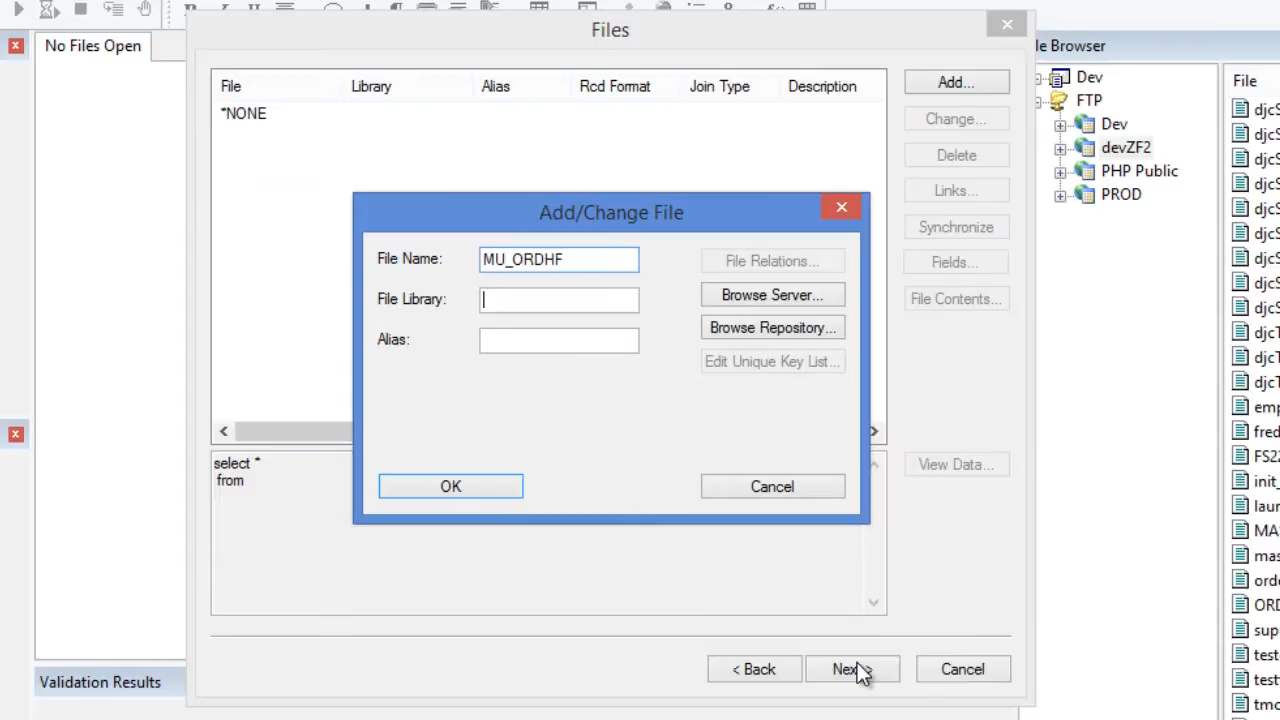 Files
No Files Open
File Library Alias Rcd Format Join Type Description
*NONE
Add...
Change...
Delete
Links...
Synchronize
Fields...
File Contents...
View Data...
Add/Change File
File Name: MU_ORDHF
File Library:
Alias:
File Relations...
Browse Server...
Browse Repository...
Edit Unique Key List...
OK
Cancel
select *
from
< Back
Cancel
Validation Results
Browser
Dev
FTP
Dev
devZF2
PHP Public
PROD
File